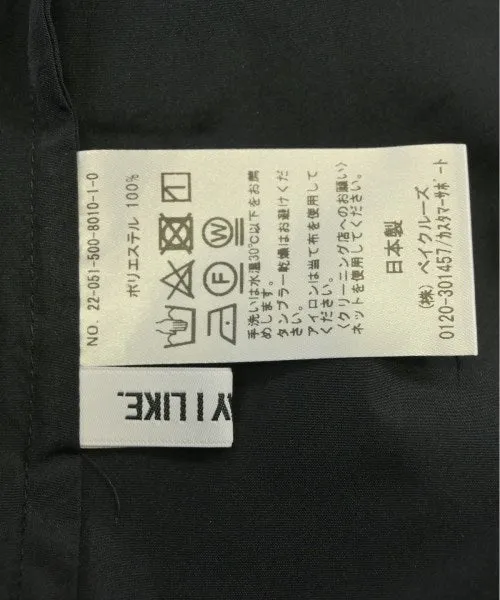 NO. 22-051-500-8010-1-0
ポリエステル 100%
手洗いは水温30℃以下をお薦
めします。
タンブラー乾燥はお避けくだ
さい。
アイロンは当て布を使用して
ください。
〈クリーニング店へのお願い〉
ネットを使用してください。
日本製
(株) ベイクルーズ
0120-301457/カスタマーサポート
Y I LIKE.